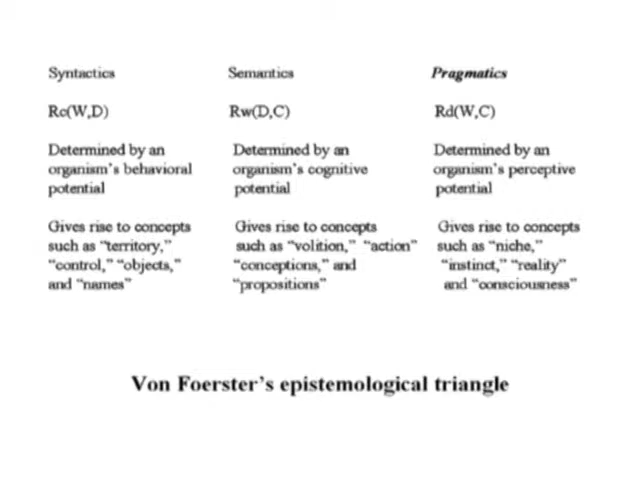 Syntactics
Semantics
Pragmatics
Rc(W,D)
Rw(D,C)
Rd(W,C)
Determined by an
organism's behavioral
potential
Determined by an
organism's cognitive
potential
Determined by an
organism's perceptive
potential
Gives rise to concepts
such as "territory,"
"control," "objects,"
and "names"
Gives rise to concepts
such as "volition," "action"
"conceptions," and
"propositions"
Gives rise to concepts
such as "niche,"
"instinct," "reality"
and "consciousness"
Von Foerster's epistemological triangle